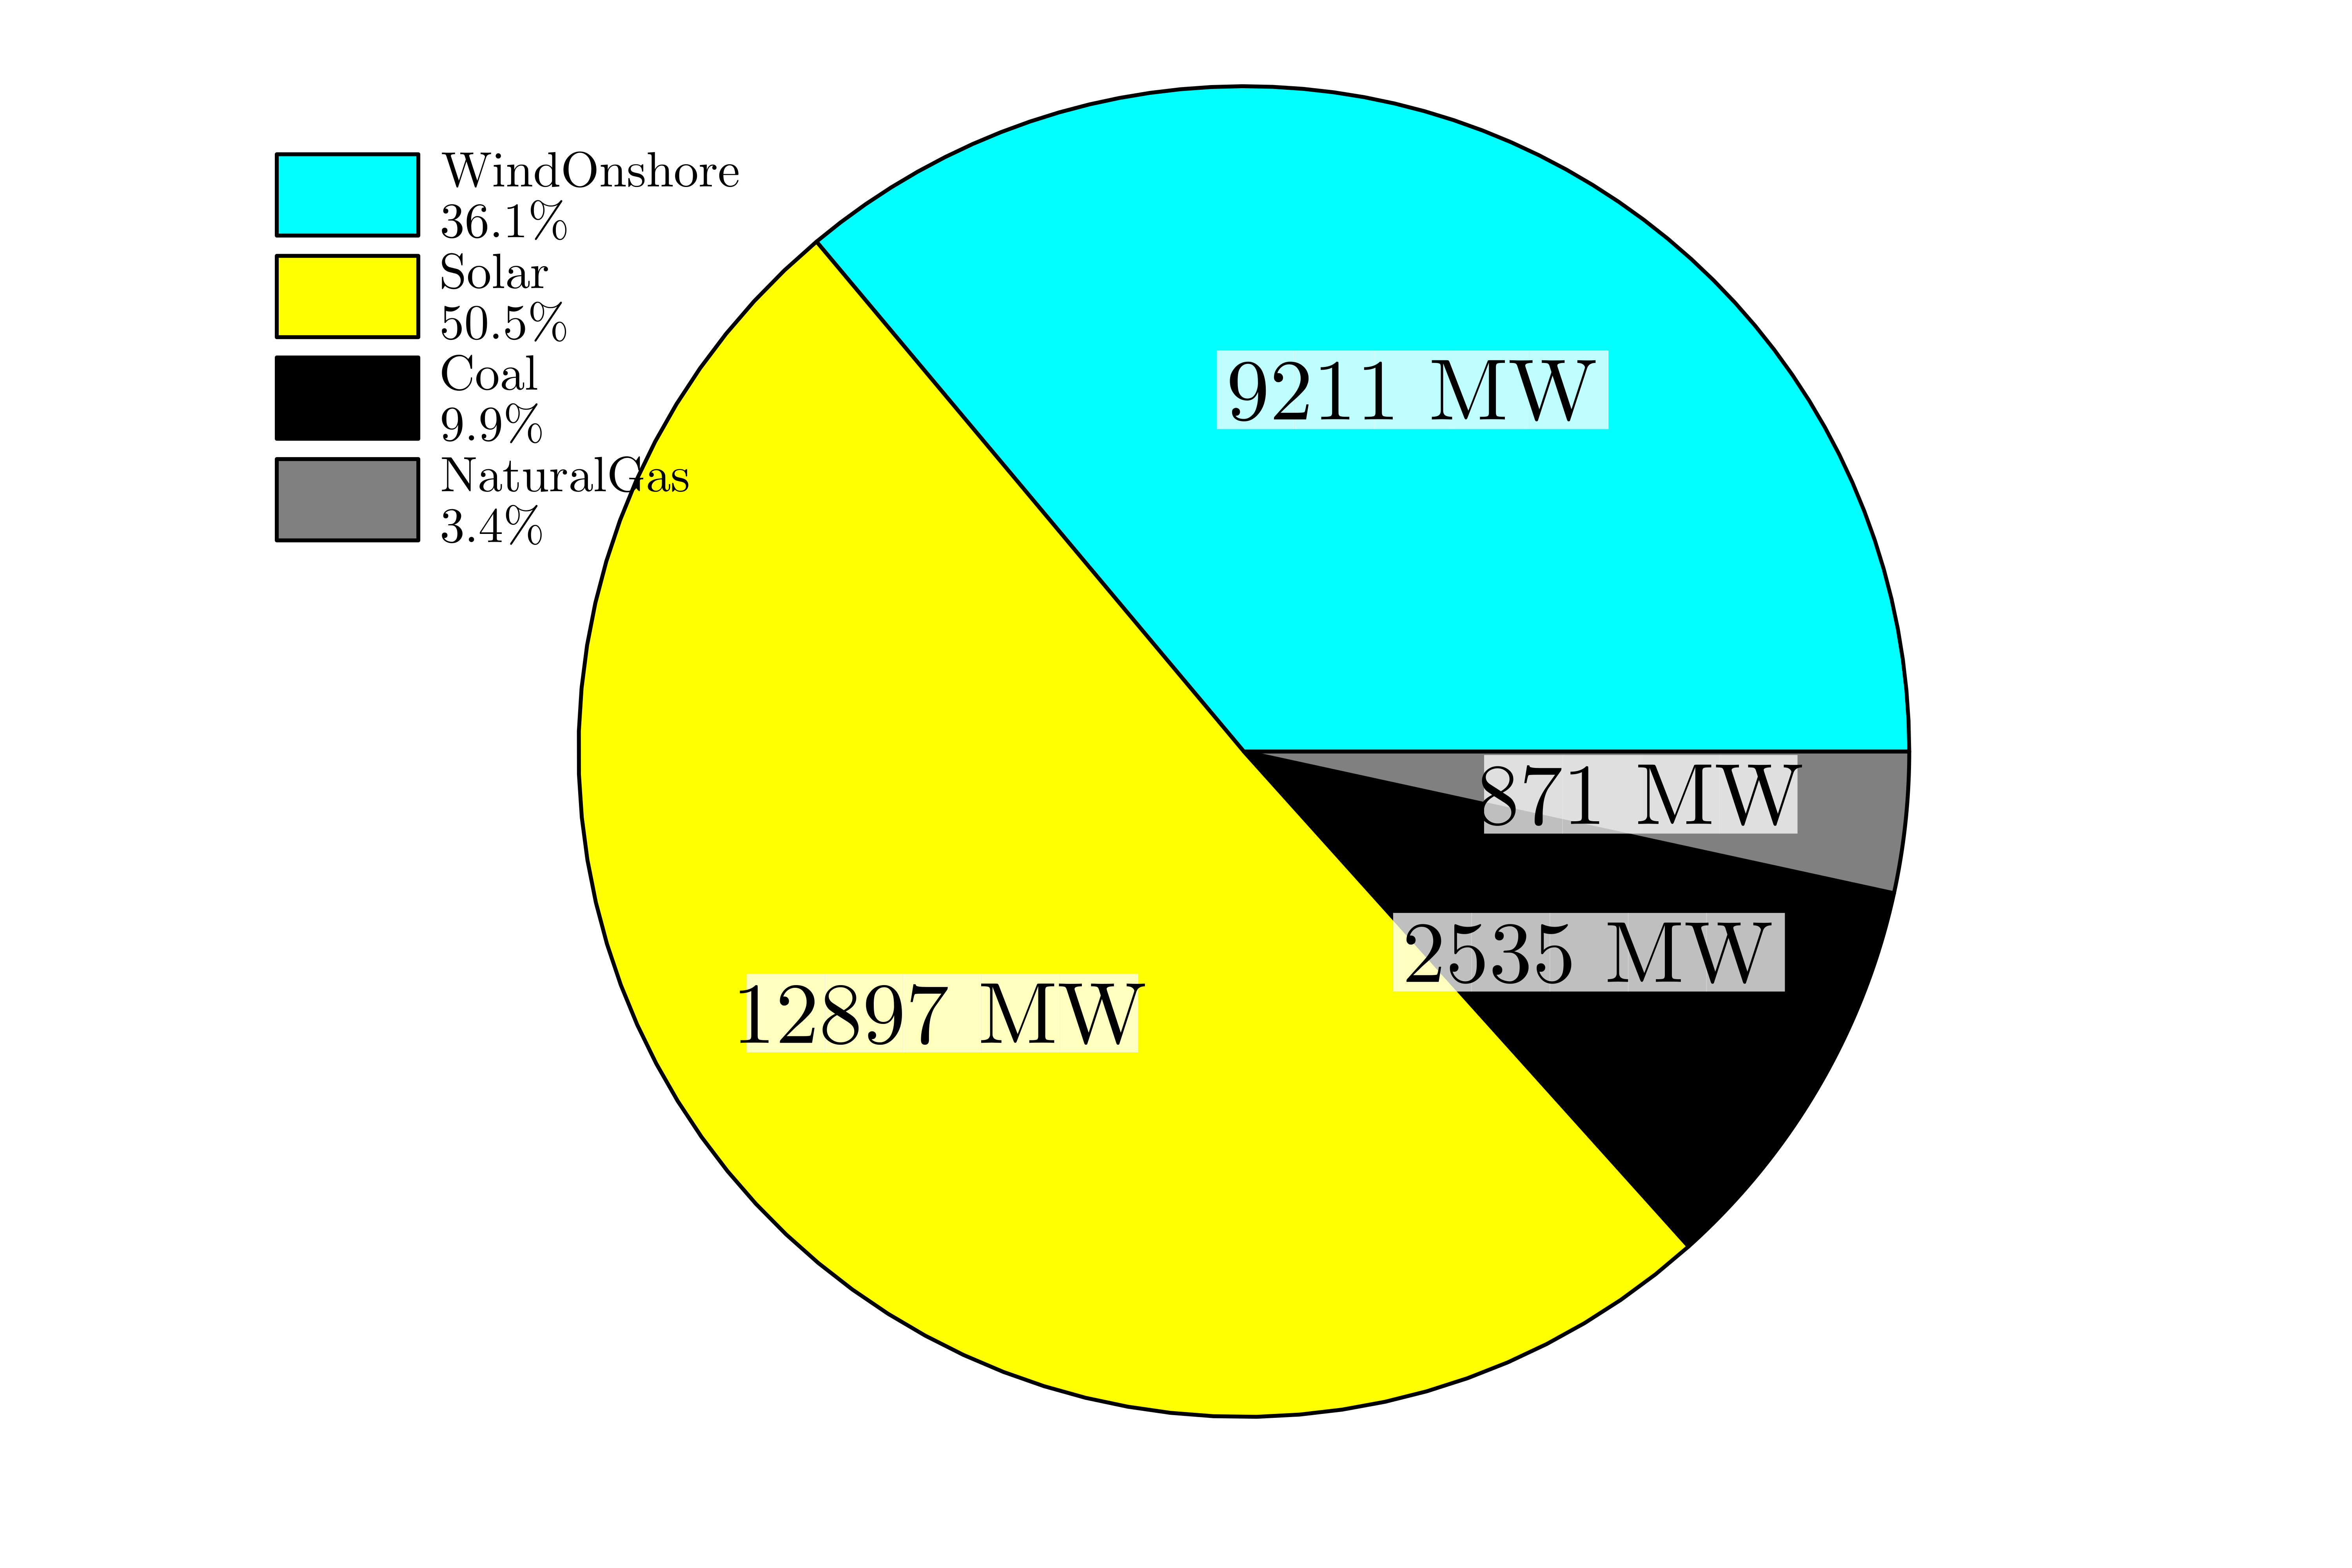 WindOnshore
36.1%
Solar
50.5%
Coal
9.9%
NaturalGas
3.4%
9211 MW
871 MW
2535 MW
12897 MW